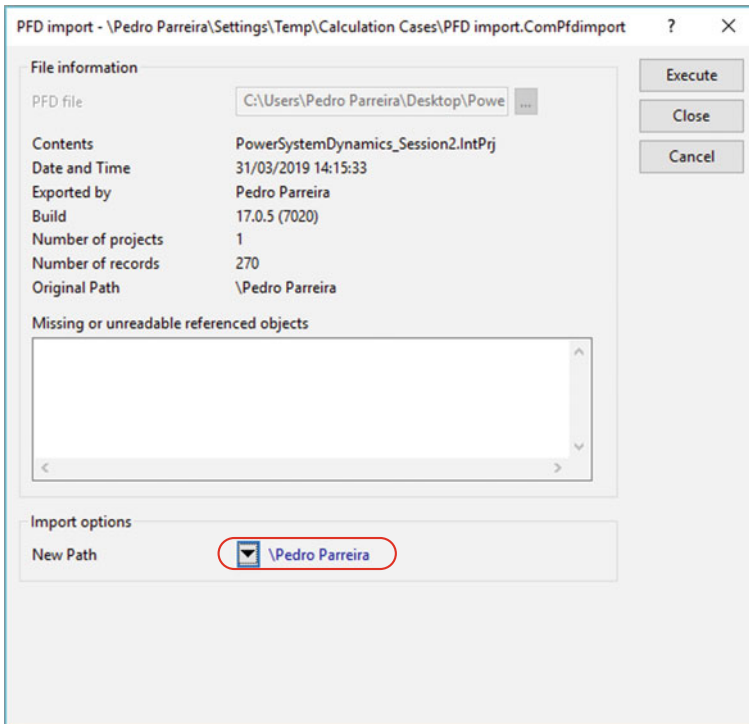 PFD import - \Pedro Parreira\Settings\Temp\Calculation Cases\PFD import.ComPfdimport ? ×
File information
PFD file C:\Users\Pedro Parreira\Desktop\Powe ...
Contents PowerSystemDynamics_Session2.IntPrj
Date and Time 31/03/2019 14:15:33
Exported by Pedro Parreira
Build 17.0.5 (7020)
Number of projects 1
Number of records 270
Original Path \Pedro Parreira
Missing or unreadable referenced objects
Import options
New Path \Pedro Parreira
Execute
Close
Cancel